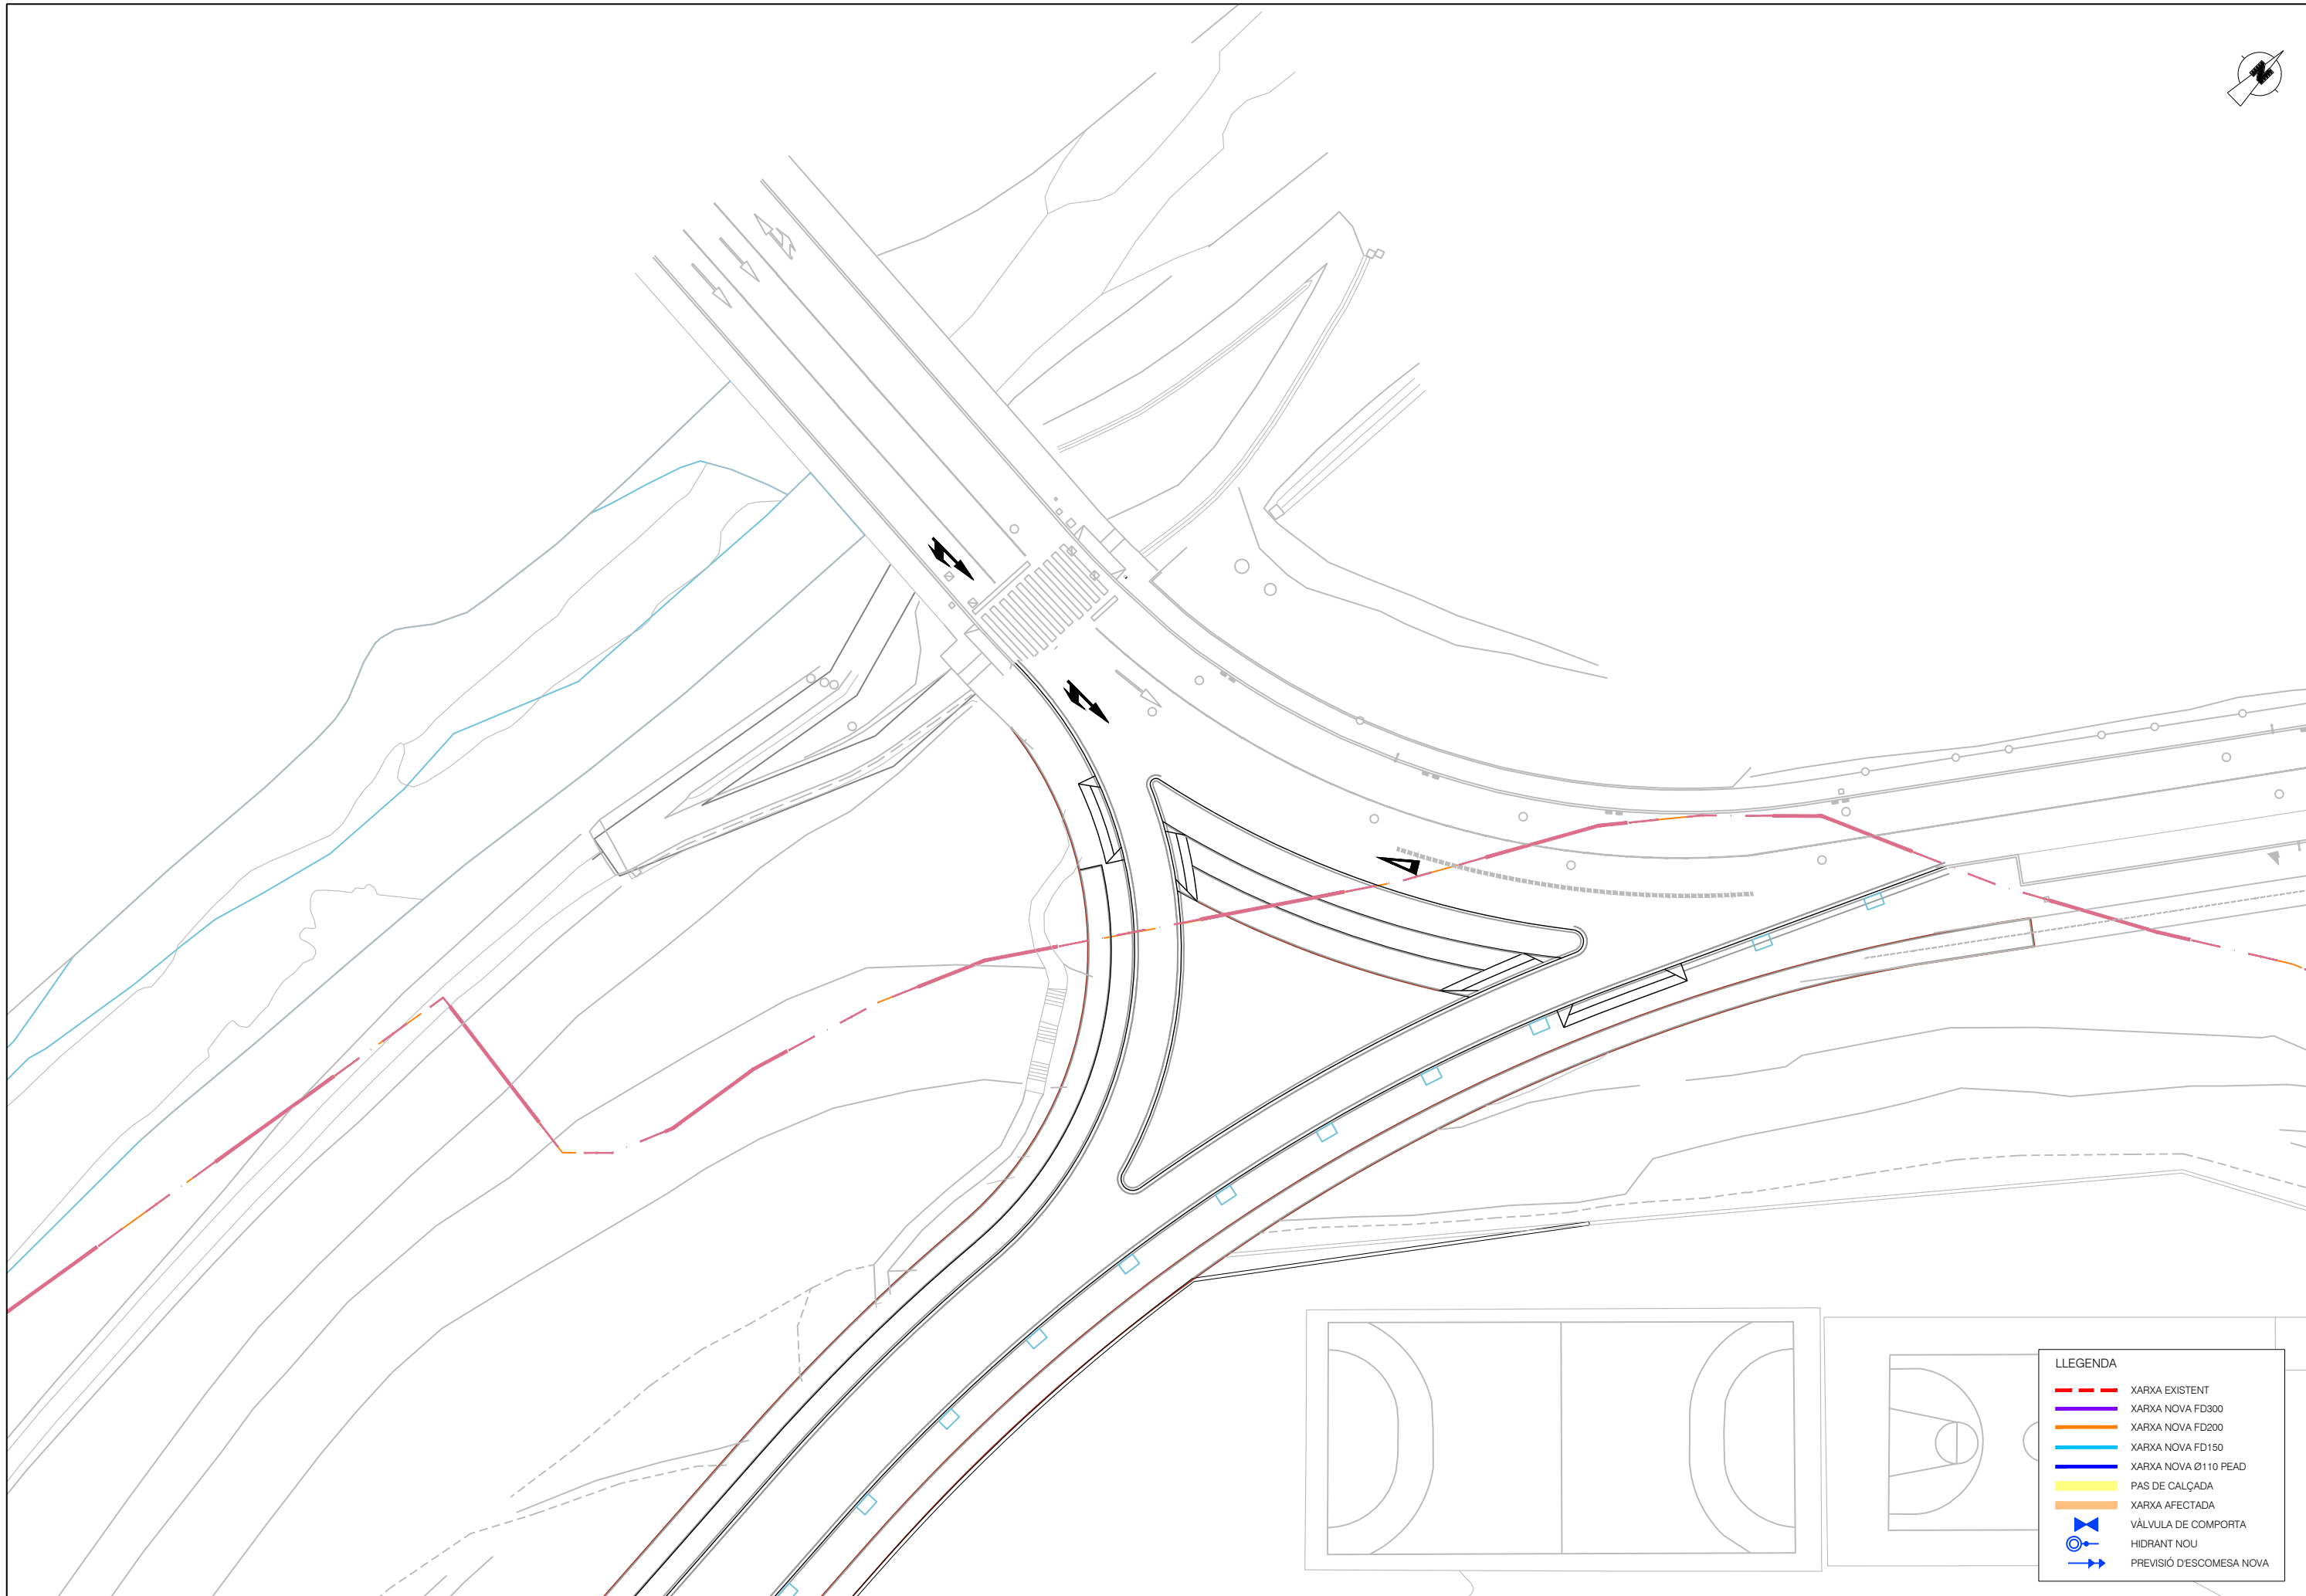 N
LLEGENDA
XARXA EXISTENT
XARXA NOVA FD300
XARXA NOVA FD200
XARXA NOVA FD150
XARXA NOVA Ø110 PEAD
PAS DE CALÇADA
XARXA AFECTADA
VÀLVULA DE COMPORTA
HIDRANT NOU
PREVISIÓ D'ESCOMESA NOVA